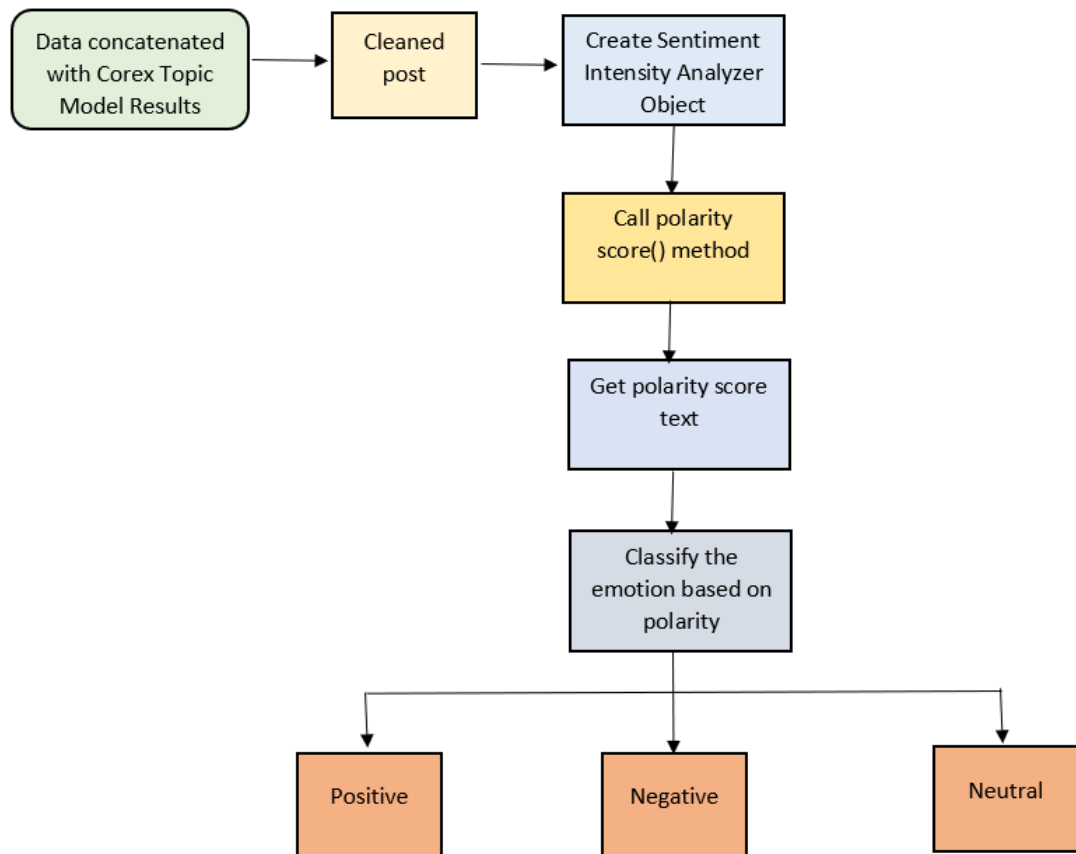 Data concatenated
with Corex Topic
Model Results
Cleaned
post
Create Sentiment
Intensity Analyzer
Object
Call polarity
score() method
Get polarity score
text
Classify the
emotion based on
polarity
Positive
Negative
Neutral